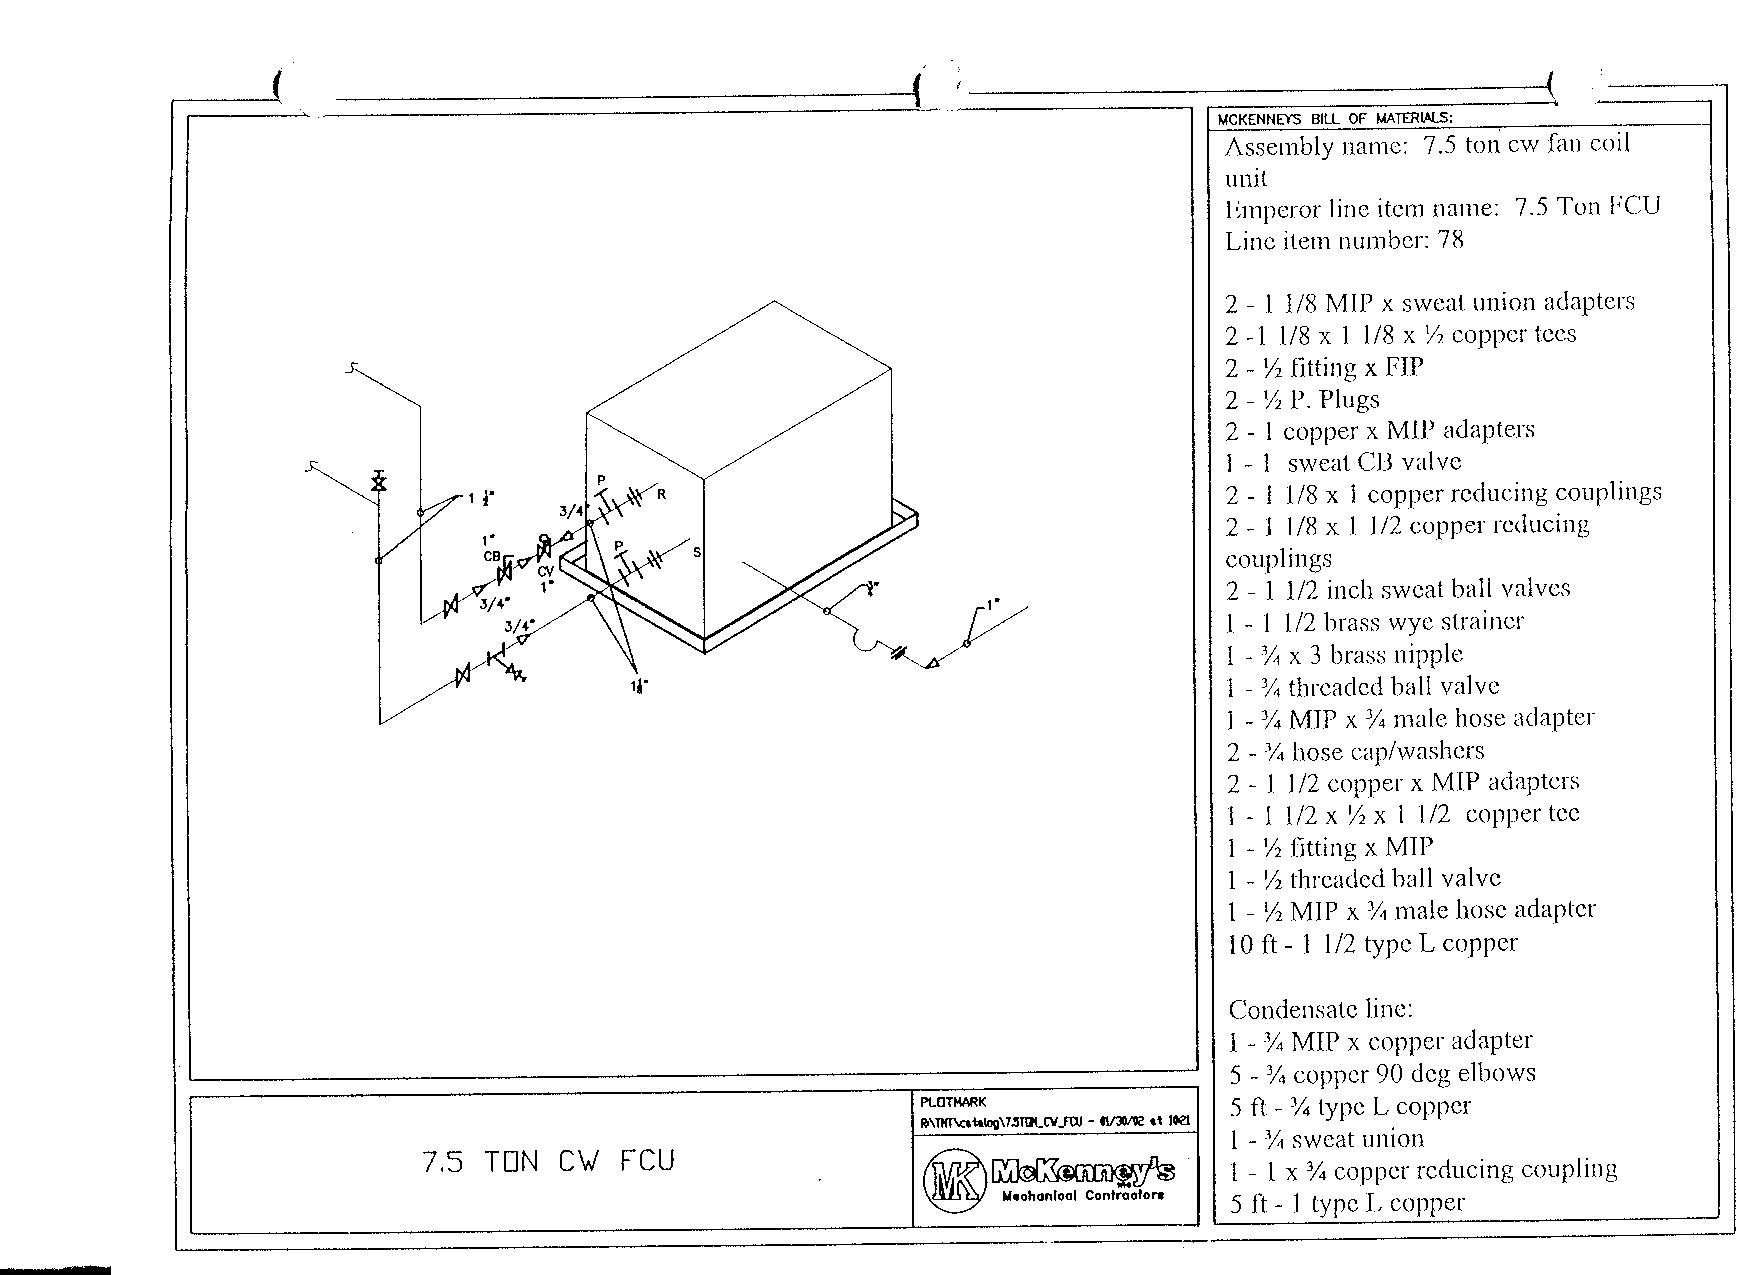 MCKENNEYS BILL OF MATERIALS:
Assembly name: 7.5 ton cw fan coil
unit
Emperor line item name: 7.5 Ton FCU
Line item number: 78
2 - 1 1/8 MIP x sweat union adapters
2 -1 1/8 x 1 1/8 x ½ copper tees
2 - ½ fitting x FIP
2 - ½ P. Plugs
2 - 1 copper x MIP adapters
1 - 1 sweat CB valve
2 - 1 1/8 x 1 copper reducing couplings
2 - 1 1/8 x 1 1/2 copper reducing
couplings
2 - 1 1/2 inch sweat ball valves
1 - 1 1/2 brass wye strainer
1 - ¾ x 3 brass nipple
1 - ¾ threaded ball valve
1 - ¾ MIP x ¾ male hose adapter
2 - ¾ hose cap/washers
2 - 1 1/2 copper x MIP adapters
1 - 1 1/2 x ½ x 1 1/2 copper tee
1 - ½ fitting x MIP
1 - ½ threaded ball valve
1 - ½ MIP x ¾ male hose adapter
10 ft - 1 1/2 type L copper
Condensate line:
1 - ¾ MIP x copper adapter
5 - ¾ copper 90 deg elbows
5 ft - ¾ type L copper
1 - ¾ sweat union
1 - 1 x ¾ copper reducing coupling
5 ft - 1 type L copper
P
R
3/4"
1"
CB
CV
1"
3/4"
P
S
3/4"
1"
7.5 TON CW FCU
PLOTMARK
R:\TMT\catalog\7.5TON_CW_FCU - 01/30/02 at 10:21
MK
McKenney's
Mechanical Contractors